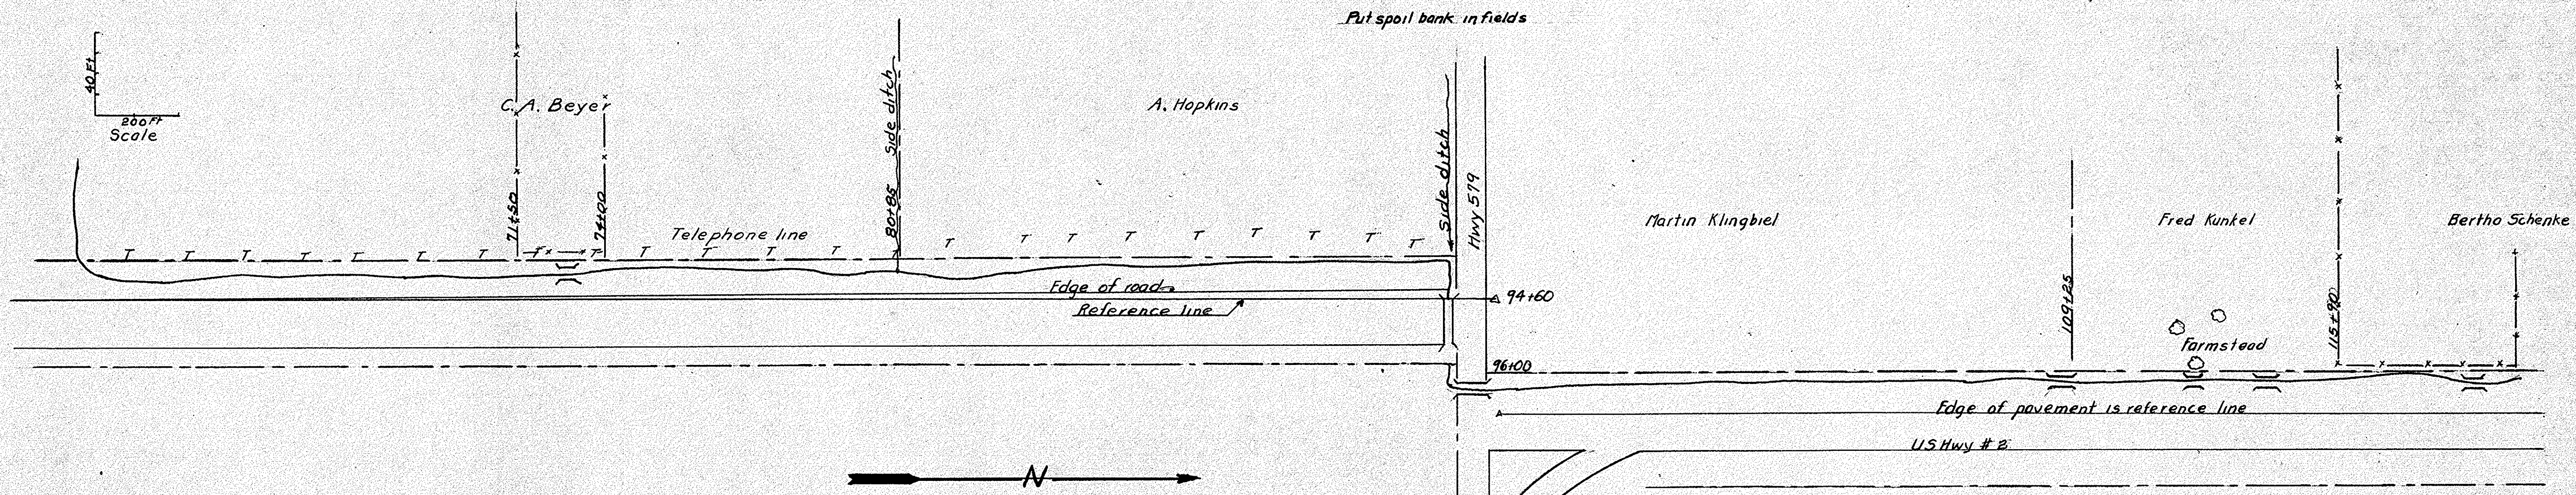 Put spoil bank in fields
40 Ft
200 Ft
Scale
C. A. Beyer
A. Hopkins
71+50
74+00
80+85 Side ditch
Side ditch
Hwy 579
Telephone line
T T T T T T T T T T T T T T T T T T T T T T T
Martin Klingbiel
Fred Kunkel
Bertho Schenke
Edge of road
Reference line
94+60
96+00
109+25
115+90
Farmstead
Edge of pavement is reference line
US Hwy # 2
N